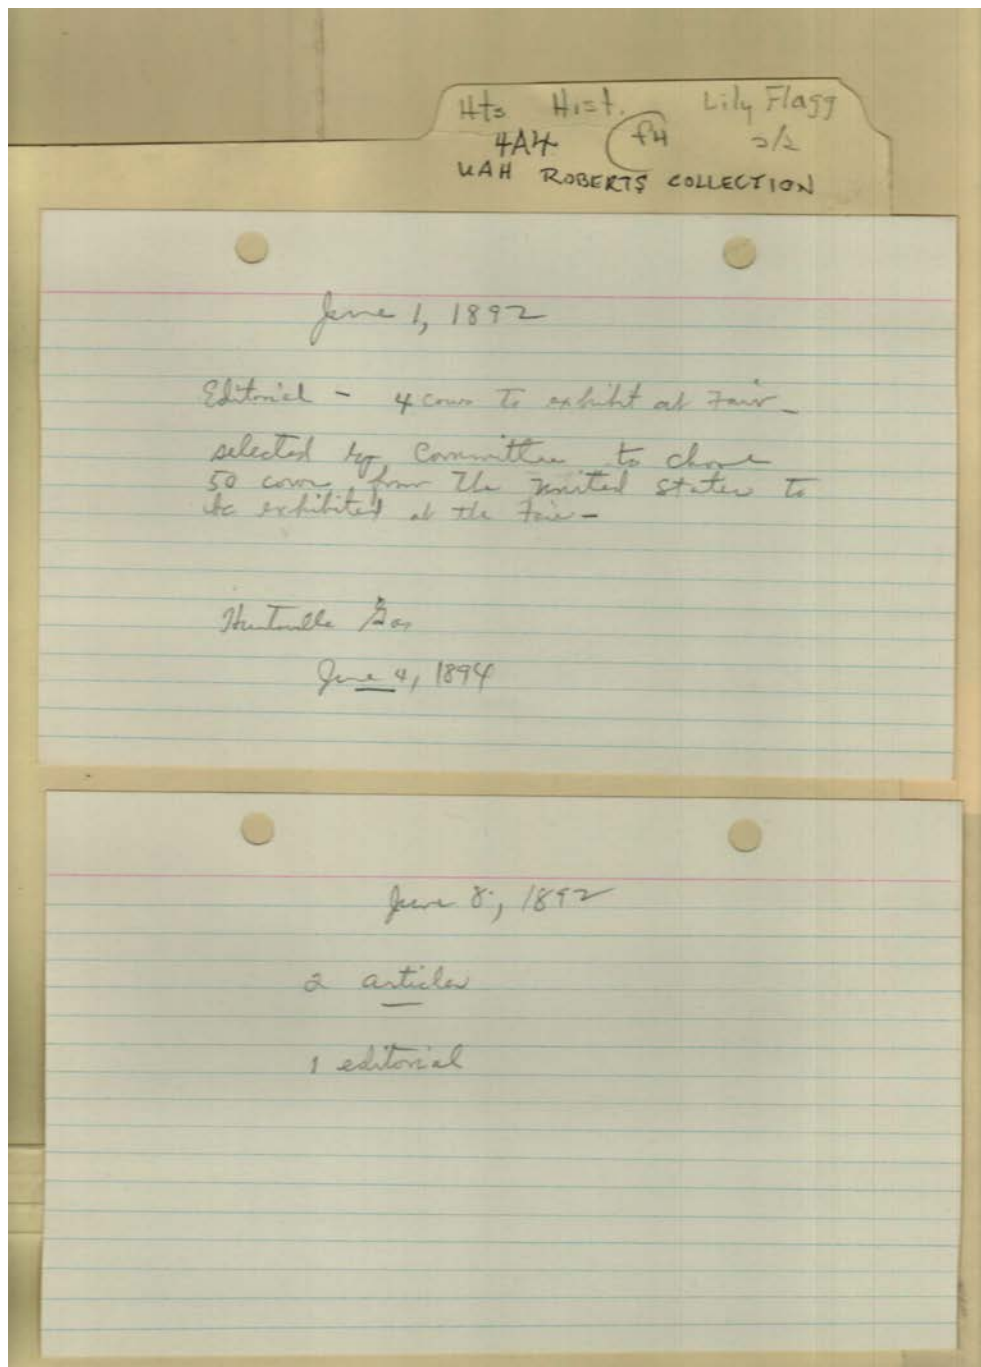 Hts Hist. Lily Flagg
4A4 fH 2/2
UAH ROBERTS COLLECTION
June 1, 1892
Editorial - 4 cows to exhibit at Fair -
selected by Committee to choose
50 cows from the United States to
be exhibited at the Fair -
Huntsville Gaz
June 4, 1894
June 8, 1892
2 articles
1 editorial